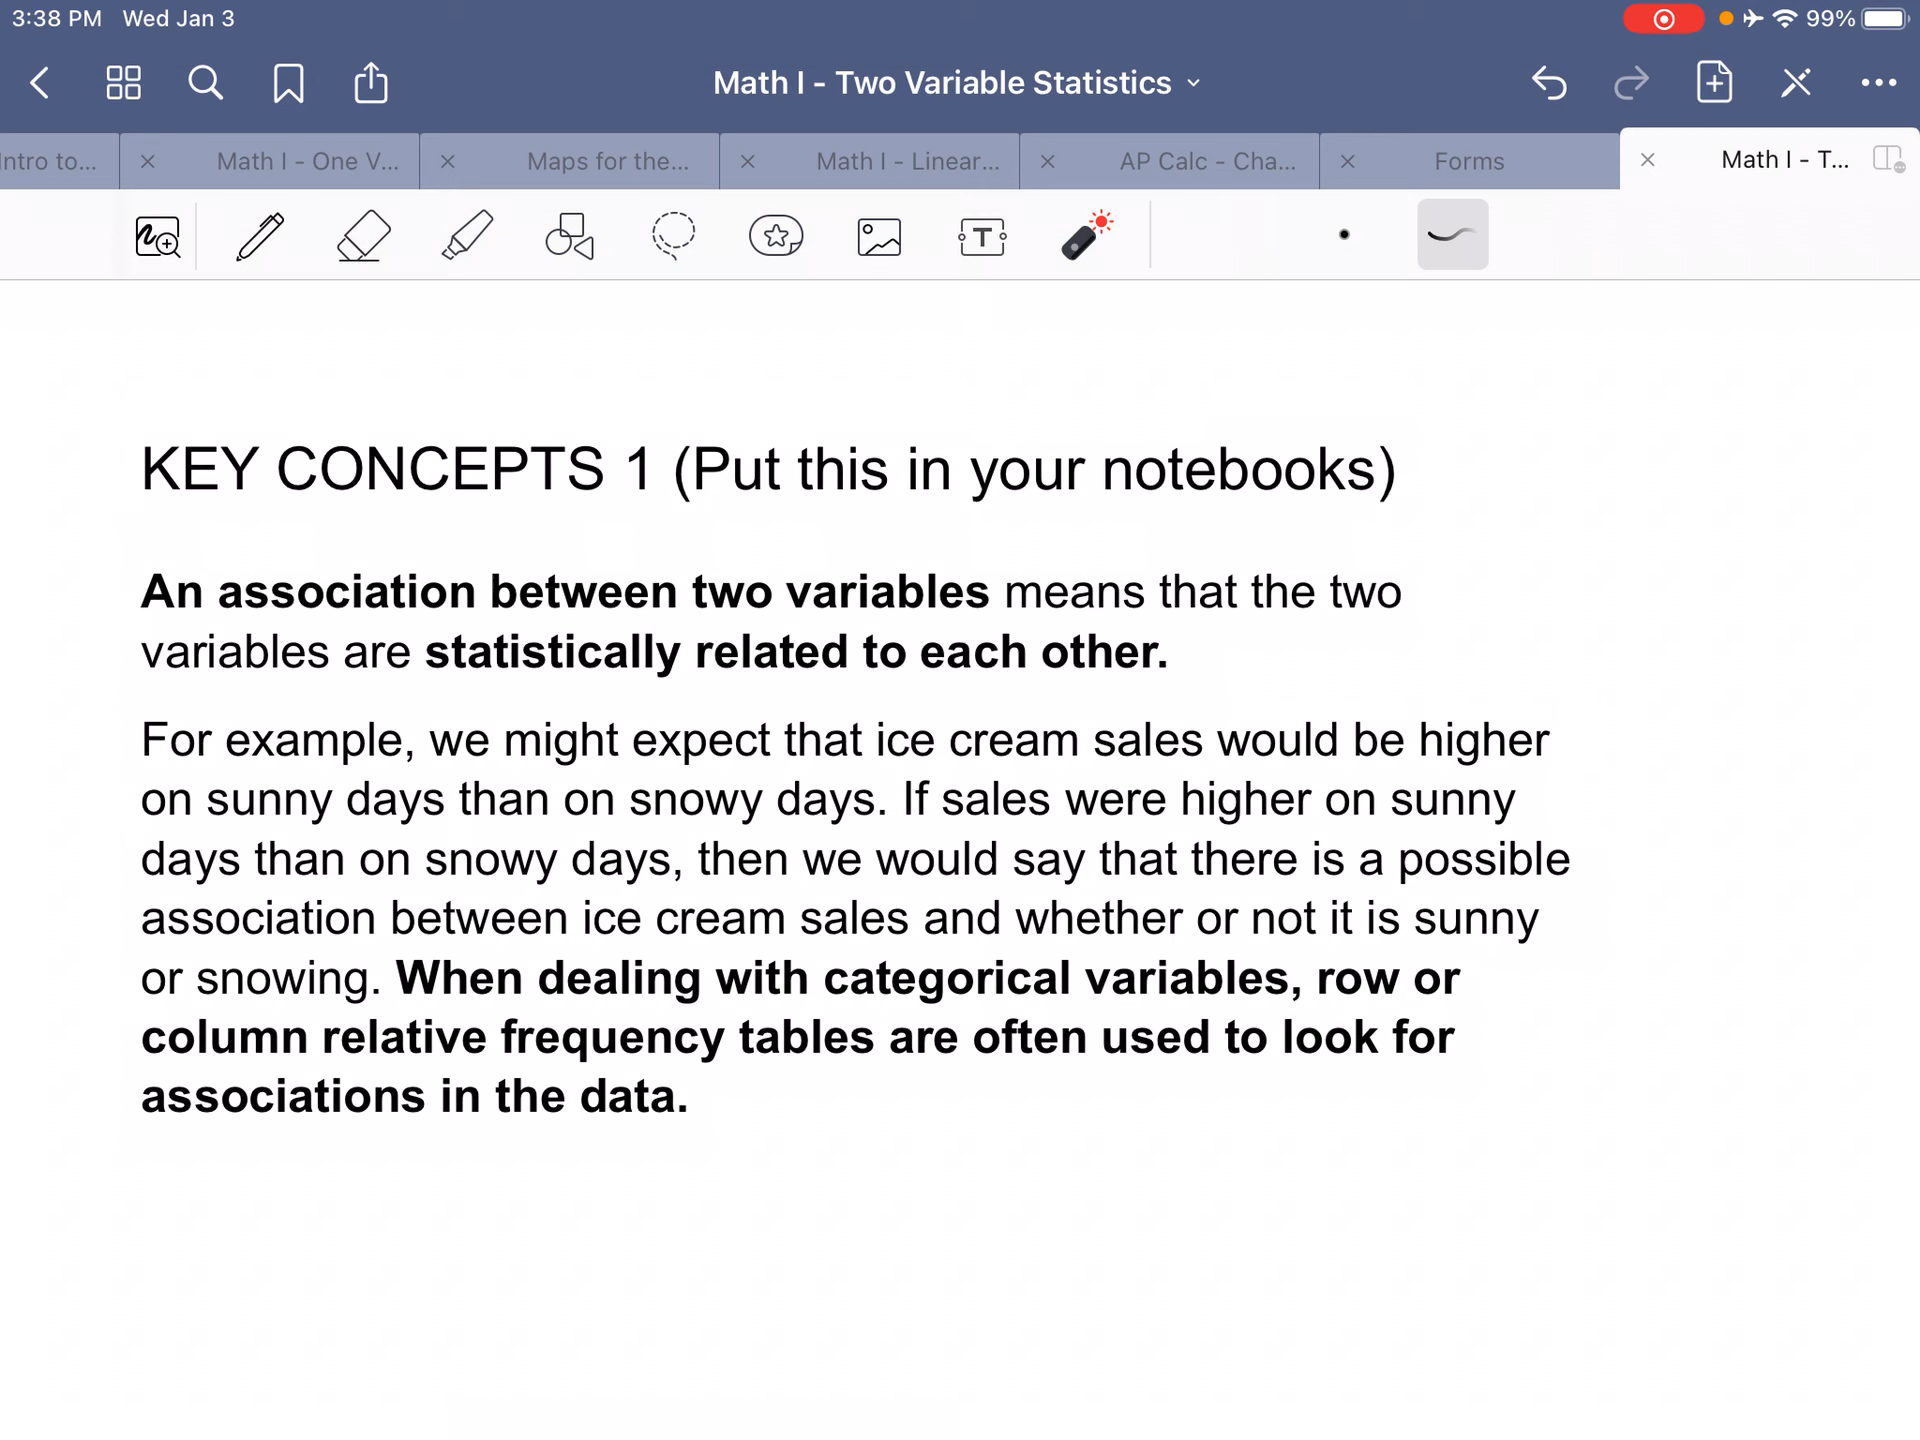 3:38 PM Wed Jan 3
99%
Math I - Two Variable Statistics
Intro to...
Math I - One V...
Maps for the...
Math I - Linear...
AP Calc - Cha...
Forms
Math I - T...
T
KEY CONCEPTS 1 (Put this in your notebooks)
An association between two variables means that the two
variables are statistically related to each other.
For example, we might expect that ice cream sales would be higher
on sunny days than on snowy days. If sales were higher on sunny
days than on snowy days, then we would say that there is a possible
association between ice cream sales and whether or not it is sunny
or snowing. When dealing with categorical variables, row or
column relative frequency tables are often used to look for
associations in the data.